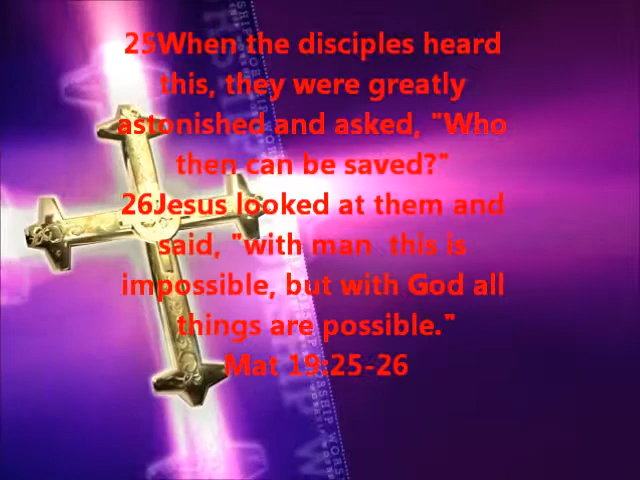 25When the disciples heard
this, they were greatly
astonished and asked, "Who
then can be saved?"
26Jesus looked at them and
said, "with man  this is
impossible, but with God all
things are possible."
Mat 19:25-26
WORSHIP